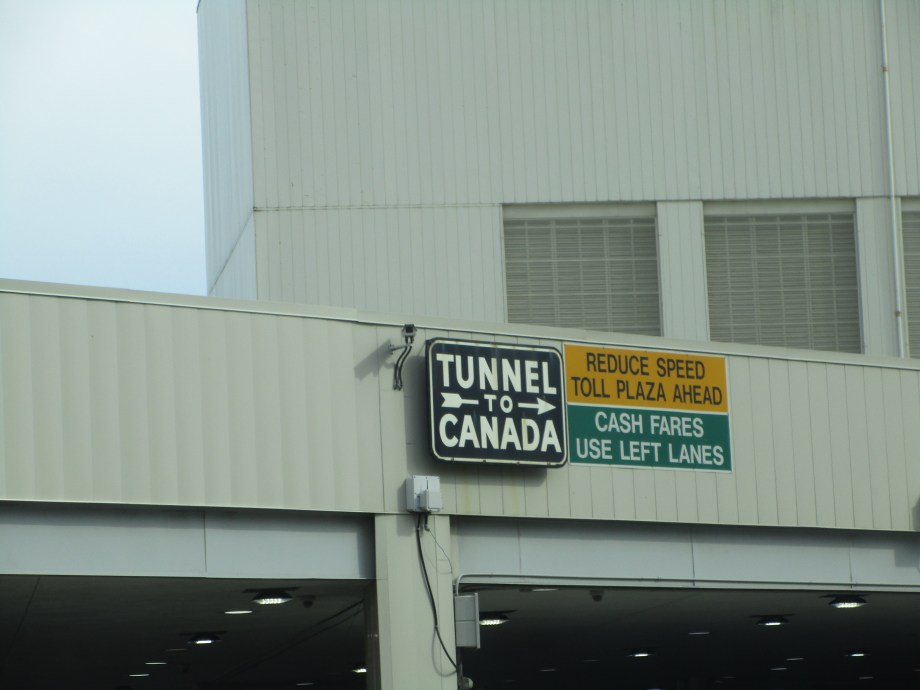 TUNNEL
TO
CANADA
REDUCE SPEED
TOLL PLAZA AHEAD
CASH FARES
USE LEFT LANES